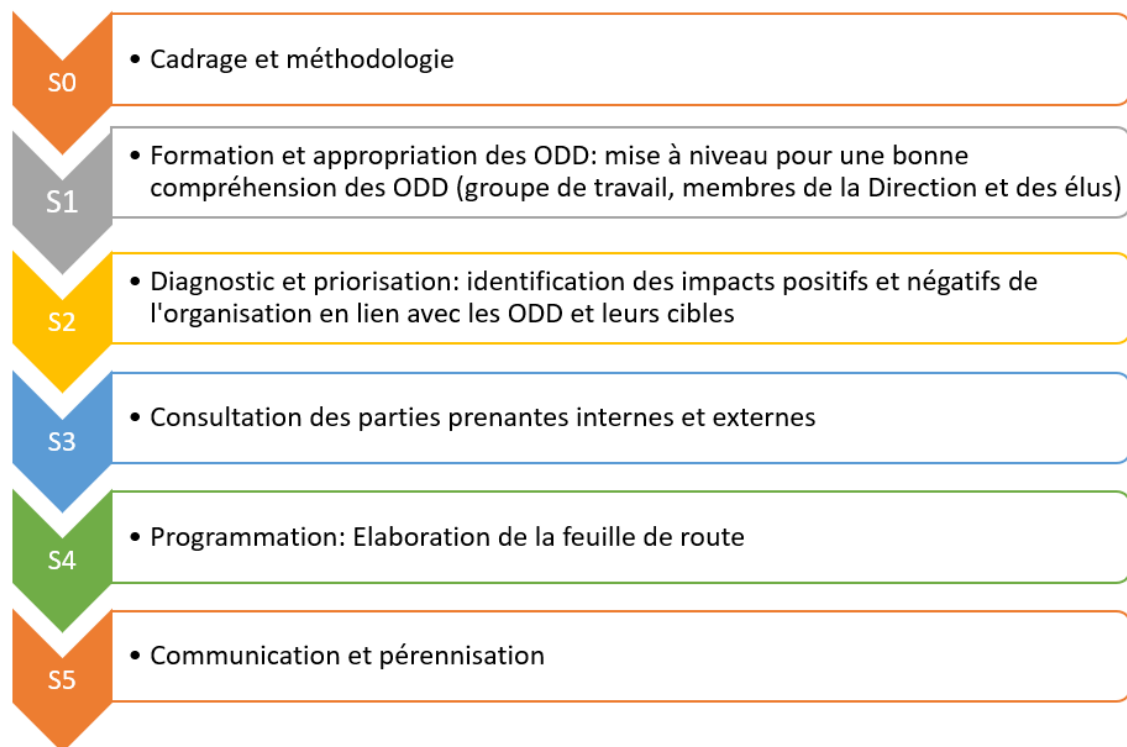 S0
• Cadrage et méthodologie
S1
• Formation et appropriation des ODD: mise à niveau pour une bonne
compréhension des ODD (groupe de travail, membres de la Direction et des élus)
S2
• Diagnostic et priorisation: identification des impacts positifs et négatifs de
l'organisation en lien avec les ODD et leurs cibles
S3
• Consultation des parties prenantes internes et externes
S4
• Programmation: Elaboration de la feuille de route
S5
• Communication et pérennisation